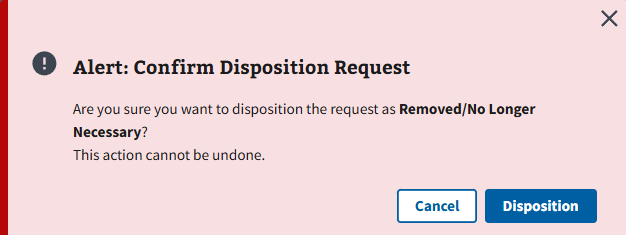 Alert: Confirm Disposition Request
Are you sure you want to disposition the request as Removed/No Longer
Necessary?
This action cannot be undone.
Cancel Disposition